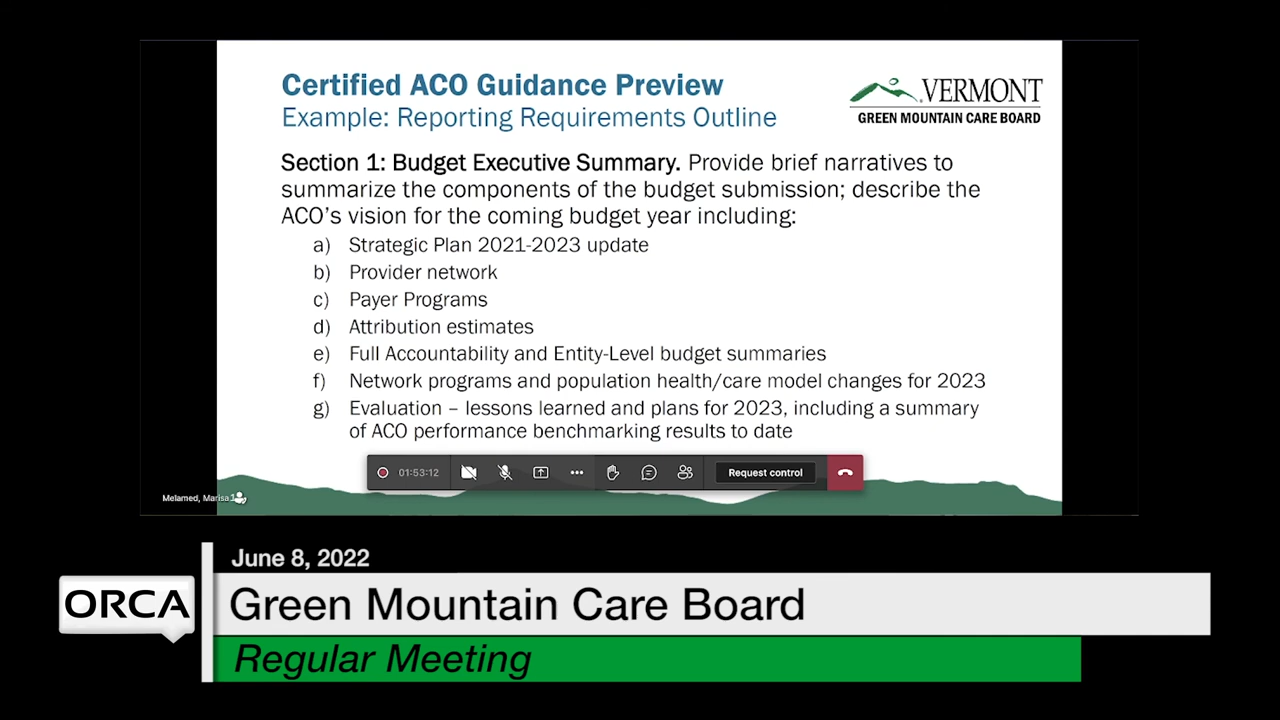 Certified ACO Guidance Preview
Example: Reporting Requirements Outline
VERMONT
GREEN MOUNTAIN CARE BOARD
Section 1: Budget Executive Summary. Provide brief narratives to
summarize the components of the budget submission; describe the
ACO's vision for the coming budget year including:
a) Strategic Plan 2021-2023 update
b) Provider network
c) Payer Programs
d) Attribution estimates
e) Full Accountability and Entity-Level budget summaries
f) Network programs and population health/care model changes for 2023
g) Evaluation – lessons learned and plans for 2023, including a summary
of ACO performance benchmarking results to date
01:53:12
Request control
Melamed, Marisa
June 8, 2022
ORCA
Green Mountain Care Board
Regular Meeting